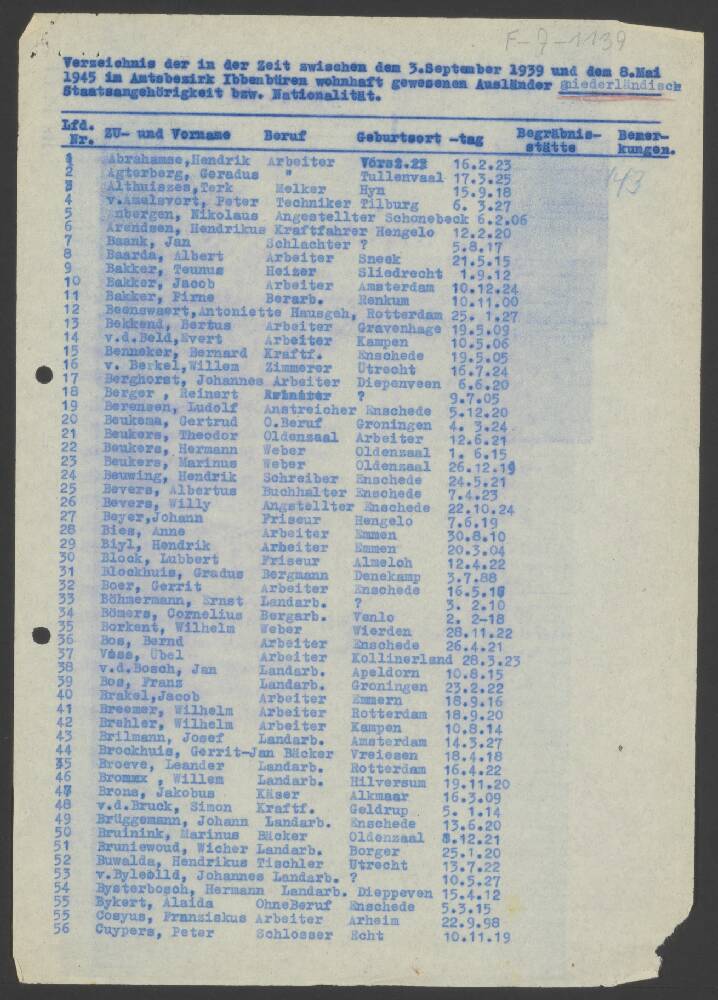 F-7-1139
Verzeichnis der in der Zeit zwischen dem 3.September 1939 und dem 8.Mai
1945 im Amtsbezirk Ibbenbüren wohnhaft gewesenen Ausländer niederländisch
Staatsangehörigkeit bzw. Nationalität.
Lfd. Nr. ZU- und Vorname Beruf Geburtsort -tag Begräbnis- stätte Bemer- kungen.
143
1 Abrahamse,Hendrik Arbeiter 16.2.23
2 Agterberg, Geradus " Tullenvaal 17.3.25
3 Althuiszes,Terk Melker Hyn 15.9.18
4 v.Amelsvort, Peter Techniker Tilburg 6. 3.27
5 Anbergen, Nikolaus Angestellter Schonebeck 6.2.06
6 Arendsen, Hendrikus Kraftfahrer Hengelo 12.2.20
7 Baank, Jan Schlachter ? 5.8.17
8 Baarda, Albert Arbeiter Sneek 21.5.15
9 Bakker, Teunus Heizer Sliedrecht 1.9.12
10 Bakker, Jacob Arbeiter Amsterdam 10.12.24
11 Bakker, Pirne Berarb. Renkum 10.11.00
12 Beenswaert,Antoniette Hausgeh, Rotterdam 25. 1.27
13 Bekkend, Bertus Arbeiter Gravenhage 19.5.09
14 v.d.Beld,Evert Arbeiter Kampen 10.5.06
15 Benneker, Bernard Kraftf. Enschede 19.5.05
16 v. Berkel,Willem Zimmerer Utrecht 16.7.24
17 Berghorst, Johannes Arbeiter Diepenveen 6.6.20
18 Berger , Reinert ? 9.7.05
19 Berensen, Ludolf Anstreicher Enschede 5.12.20
20 Beukema, Gertrud O.Beruf Groningen 4. 3.24
21 Beukers, Theodor Oldenzaal Arbeiter 12.6.21
22 Beukers, Hermann Weber Oldenzaal 1. 6.15
23 Beukers, Marinus Weber Oldenzaal 26.12.19
24 Beuwing, Hendrik Schreiber Enschede 24.5.21
25 Bevers, Albertus Buchhalter Enschede 7.4.23
26 Bevers, Willy Angstellter Enschede 22.10.24
27 Beyer,Johann Friseur Hengelo 7.6.19
28 Bies, Anne Arbeiter Emmen 30.8.10
29 Biyl, Hendrik Arbeiter Emmen 20.3.04
30 Block, Lubbert Friseur Almeloh 12.4.22
31 Blockhuis, Gradus Bergmann Denekamp 3.7.88
32 Boer, Gerrit Arbeiter Enschede 16.5.18
33 Böhmermann, Ernst Landarb. ? 3. 2.10
34 Bömers, Cornelius Bergarb. Venlo 2. 2-18
35 Borkent, Wilhelm Weber Wierden 28.11.22
36 Bos, Bernd Arbeiter Enschede 26.4.21
37 Voss, Ubel Arbeiter Kollinerland 28.3.23
38 v.d.Bosch, Jan Landarb. Apeldorn 10.8.15
39 Bos, Franz Landarb. Groningen 23.2.22
40 Brakel,Jacob Arbeiter Emmern 18.9.16
41 Breemer, Wilhelm Arbeiter Rotterdam 18.9.20
42 Brehler, Wilhelm Arbeiter Kampen 10.8.14
43 Brilmann, Josef Landarb. Amsterdam 14.3.27
44 Brockhuis, Gerrit-Jan Bäcker Vreiesen 18.4.18
45 Broeve, Leander Landarb. Rotterdam 16.4.22
46 Brommx , Willem Landarb. Hilversum 19.11.20
47 Brons, Jakobus Käser Alkmaar 16.3.09
48 v.d.Bruck, Simon Kraftf. Geldrup 5. 1.14
49 Brüggemann, Johann Landarb. Enschede 13.6.20
50 Bruinink, Marinus Bäcker Oldenzaal 8.12.21
51 Bruniewoud, Wicher Landarb. Borger 25.1.20
52 Buwalda, Hendrikus Tischler Utrecht 13.7.22
53 v.Bylebild, Johannes Landarb. ? 10.5.27
54 Bysterbosch, Hermann Landarb. Dieppeven 15.4.12
55 Bykert, Alaida OhneBeruf Enschede 5.3.15
55 Cosyus, Franziskus Arbeiter Arheim 22.9.98
56 Cuypers, Peter Schlosser Echt 10.11.19